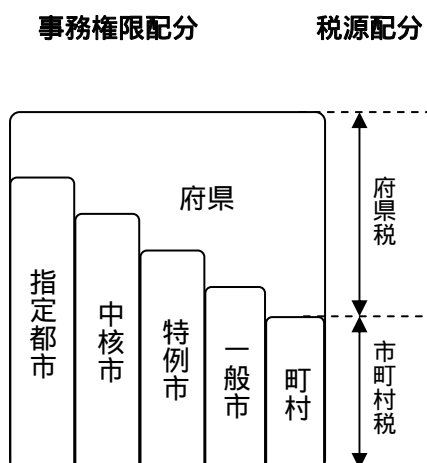 事務権限配分
税源配分
府県
府県税
指定都市
中核市
特例市
一般市
町村
市町村税